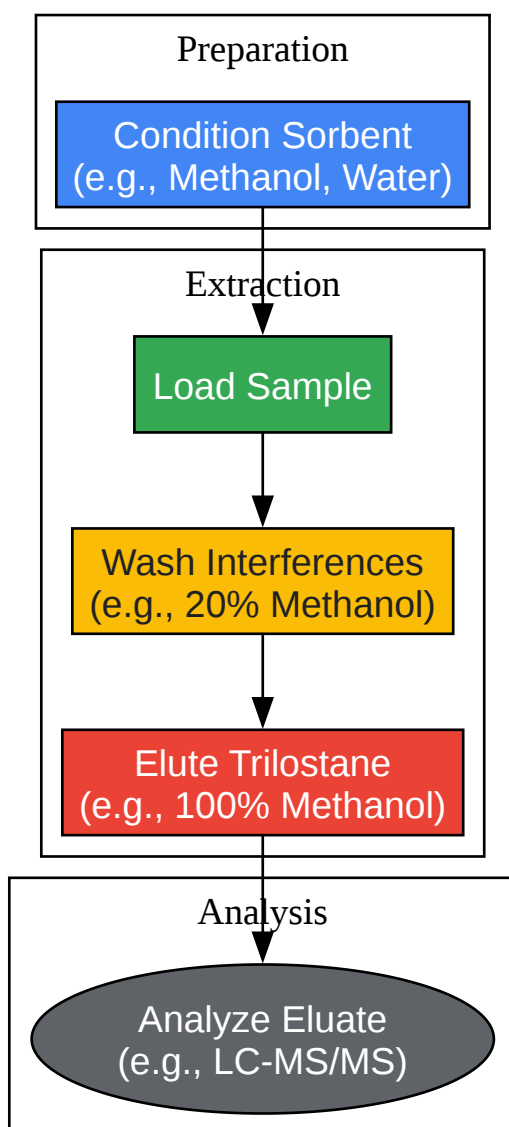 Preparation
Condition Sorbent
(e.g., Methanol, Water)
Extraction
Load Sample
Wash Interferences
(e.g., 20% Methanol)
Elute Trilostane
(e.g., 100% Methanol)
Analysis
Analyze Eluate
(e.g., LC-MS/MS)